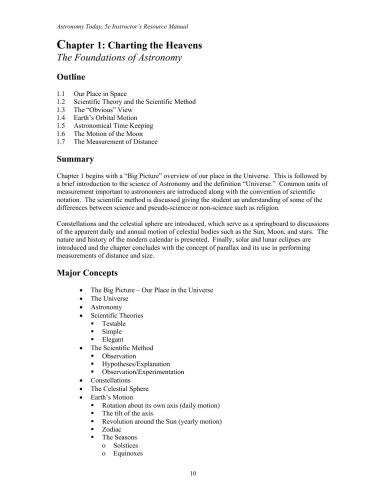 Astronomy Today, 5e Instructor's Resource Manual
Chapter 1: Charting the Heavens
The Foundations of Astronomy
Outline
1.1 Our Place in Space
1.2 Scientific Theory and the Scientific Method
1.3 The "Obvious" View
1.4 Earth's Orbital Motion
1.5 Astronomical Time Keeping
1.6 The Motion of the Moon
1.7 The Measurement of Distance
Summary
Chapter 1 begins with a "Big Picture" overview of our place in the Universe. This is followed by
a brief introduction to the science of Astronomy and the definition "Universe." Common units of
measurement important to astronomers are introduced along with the convention of scientific
notation. The scientific method is discussed giving the student an understanding of some of the
differences between science and pseudo-science or non-science such as religion.
Constellations and the celestial sphere are introduced, which serve as a springboard to discussions
of the apparent daily and annual motion of celestial bodies such as the Sun, Moon, and stars. The
nature and history of the modern calendar is presented. Finally, solar and lunar eclipses are
introduced and the chapter concludes with the concept of parallax and its use in performing
measurements of distance and size.
Major Concepts
• The Big Picture – Our Place in the Universe
• The Universe
• Astronomy
• Scientific Theories
▪ Testable
▪ Simple
▪ Elegant
• The Scientific Method
▪ Observation
▪ Hypotheses/Explanation
▪ Observation/Experimentation
• Constellations
• The Celestial Sphere
• Earth's Motion
▪ Rotation about its own axis (daily motion)
▪ The tilt of the axis
▪ Revolution around the Sun (yearly motion)
▪ Zodiac
▪ The Seasons
o Solstices
o Equinoxes
10